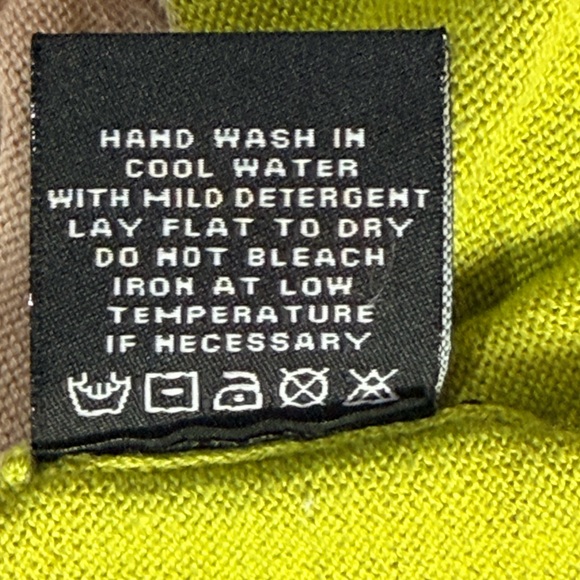 HAND WASH IN
COOL WATER
WITH MILD DETERGENT
LAY FLAT TO DRY
DO NOT BLEACH
IRON AT LOW
TEMPERATURE
IF NECESSARY